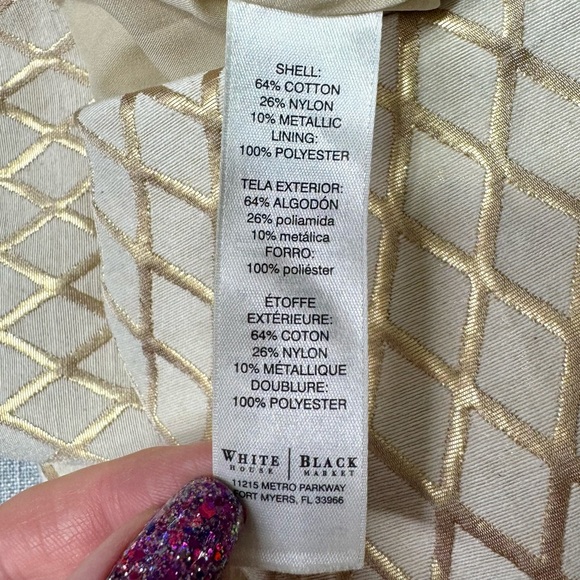 SHELL:
64% COTTON
26% NYLON
10% METALLIC
LINING:
100% POLYESTER
TELA EXTERIOR:
64% ALGODÓN
26% poliamida
10% metálica
FORRO:
100% poliéster
ÉTOFFE
EXTÉRIEURE:
64% COTON
26% NYLON
10% MÉTALLIQUE
DOUBLURE:
100% POLYESTER
WHITE | BLACK
HOUSE | MARKET
11215 METRO PARKWAY
FORT MYERS, FL 33966